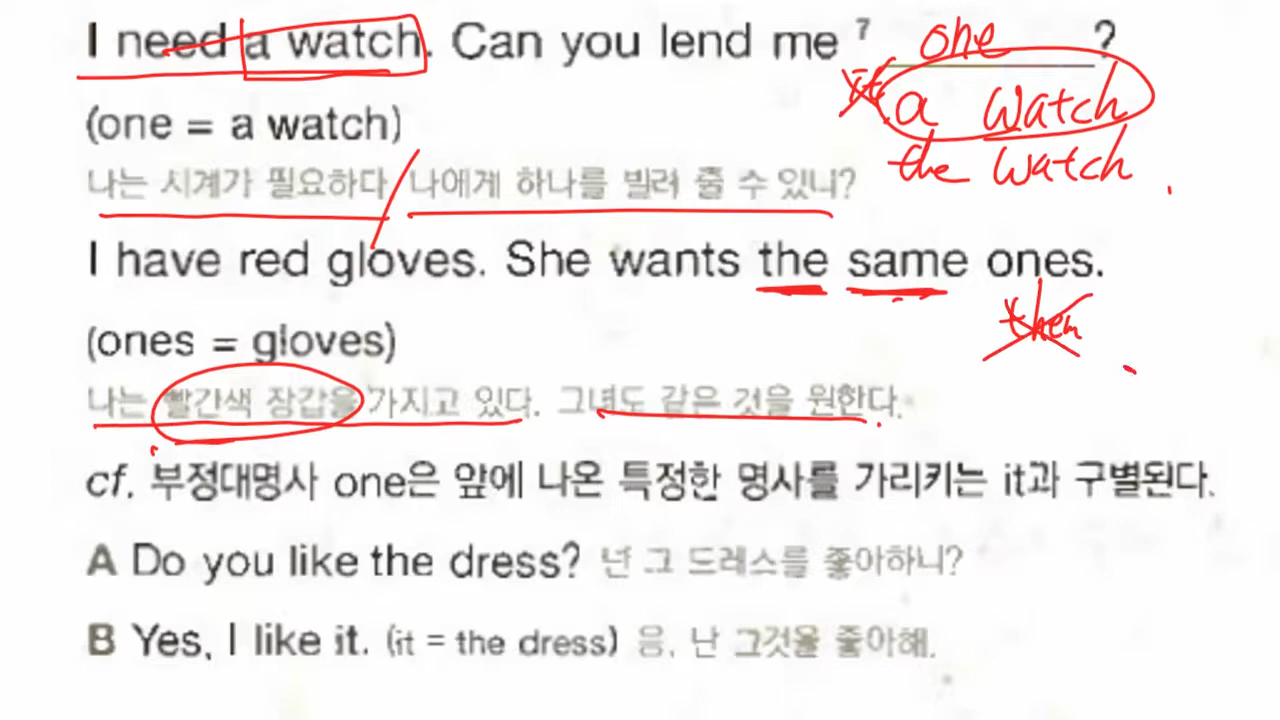 I need a watch. Can you lend me 7 one ?
it a watch
(one = a watch)
the watch
나는 시계가 필요하다. 나에게 하나를 빌려 줄 수 있니?
I have red gloves. She wants the same ones.
them
(ones = gloves)
나는 빨간색 장갑을 가지고 있다. 그녀도 같은 것을 원한다.
cf. 부정대명사 one은 앞에 나온 특정한 명사를 가리키는 it과 구별된다.
A Do you like the dress? 넌 그 드레스를 좋아하니?
B Yes, I like it. (it = the dress) 응, 난 그것을 좋아해.